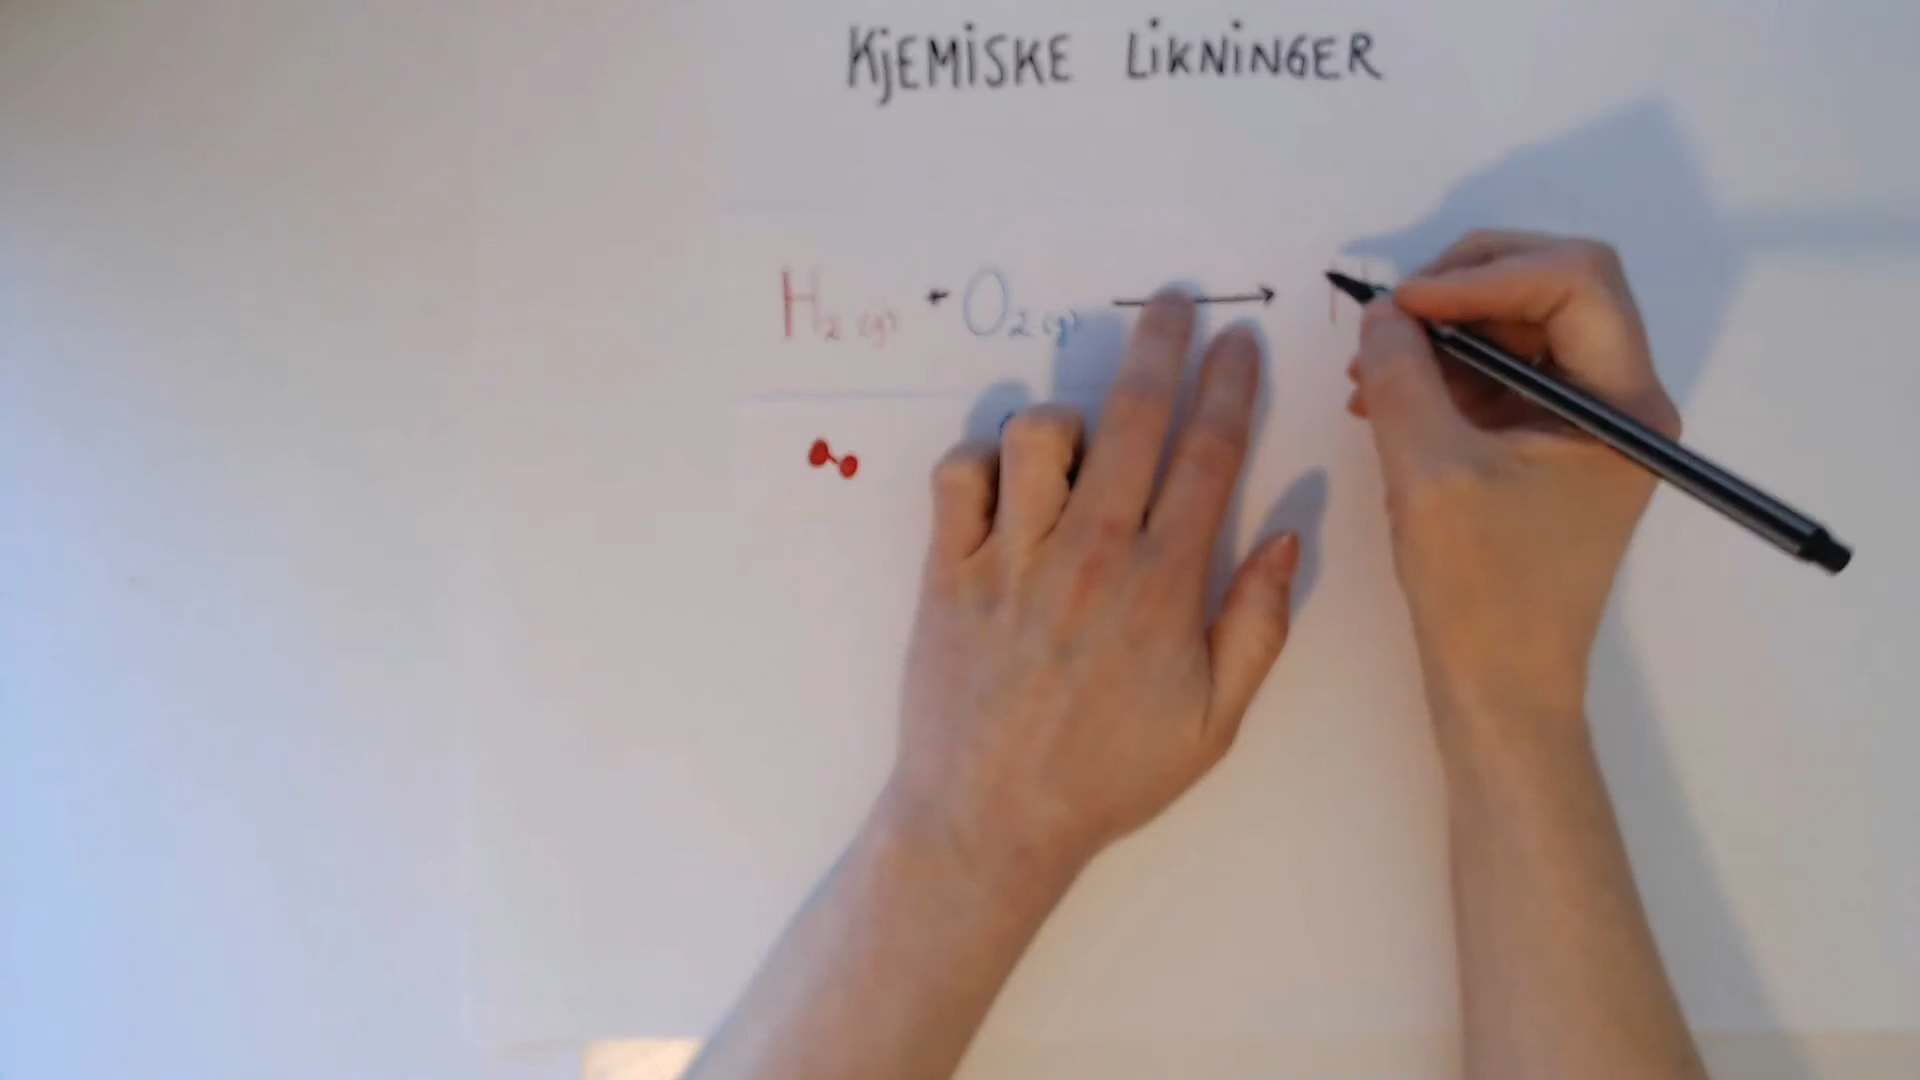 KJEMISKE LIKNINGER
H₂ (g) + O₂ (g) →